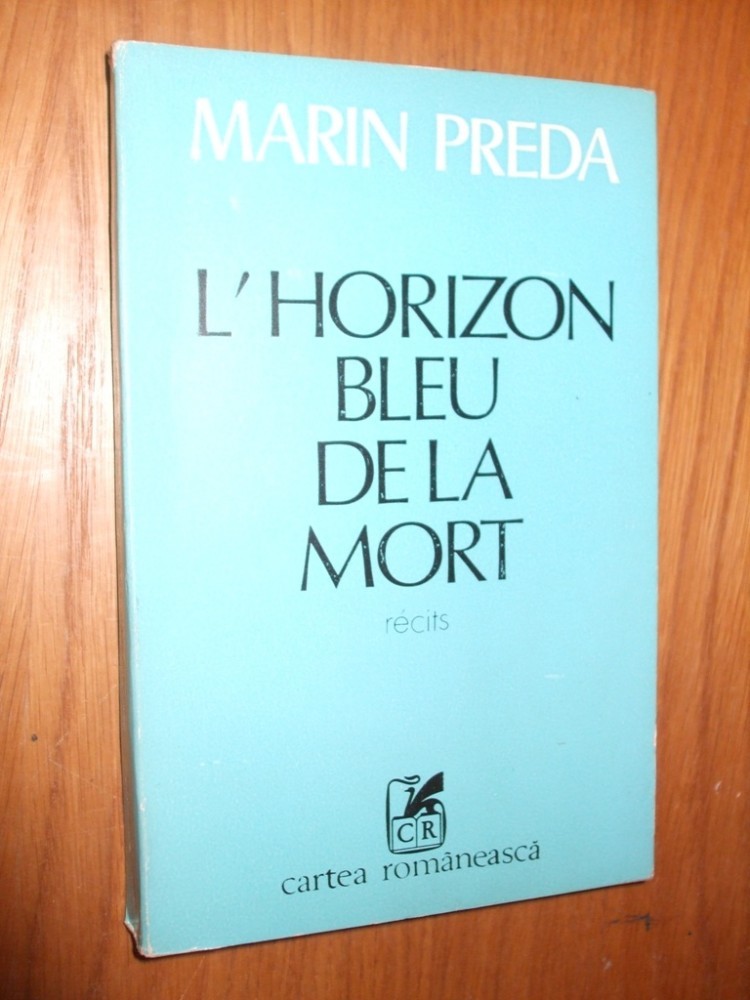 MARIN PREDA
L'HORIZON
BLEU
DE LA
MORT
récits
CR
cartea românească